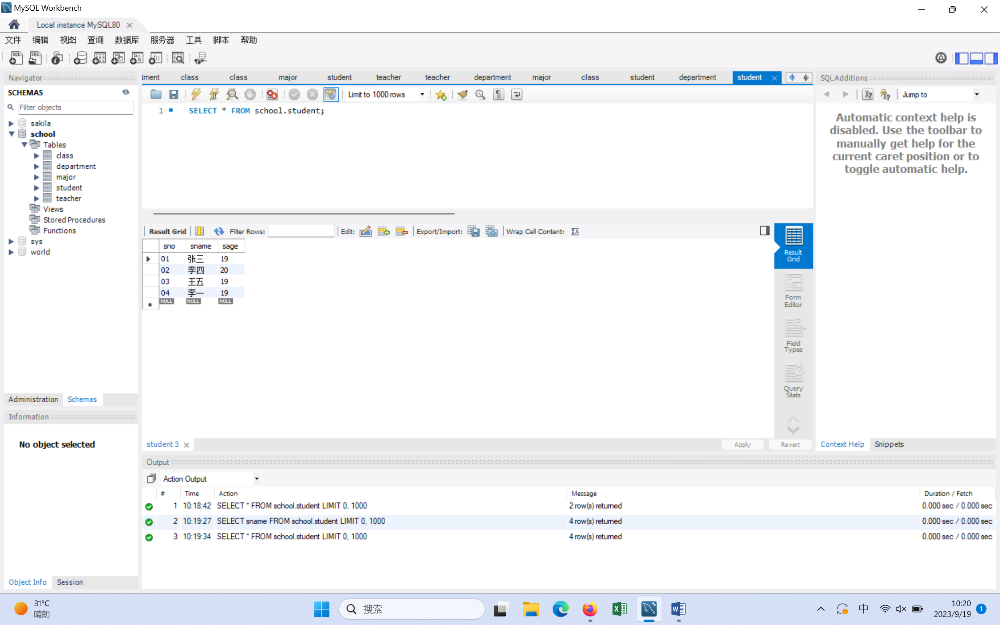 MySQL Workbench
Local instance MySQL80
文件 编辑 视图 查询 数据库 服务器 工具 脚本 帮助
Navigator
SCHEMAS
Filter objects
sakila
school
Tables
class
department
major
student
teacher
Views
Stored Procedures
Functions
sys
world
Administration Schemas
Information
No object selected
Object Info Session
tment class class major student teacher teacher department major class student department student
Limit to 1000 rows
1 SELECT * FROM school.student;
Result Grid Filter Rows: Edit: Export/Import: Wrap Cell Content:
sno sname sage
01 张三 19
02 李四 20
03 王五 19
04 李一 19
NULL NULL NULL
Result
Grid
Form
Editor
Field
Types
Query
Stats
student 3 Apply Revert
SQLAdditions
Jump to
Automatic context help is
disabled. Use the toolbar to
manually get help for the
current caret position or to
toggle automatic help.
Context Help Snippets
Output
Action Output
# Time Action Message Duration / Fetch
1 10:18:42 SELECT * FROM school.student LIMIT 0, 1000 2 row(s) returned 0.000 sec / 0.000 sec
2 10:19:27 SELECT sname FROM school.student LIMIT 0, 1000 4 row(s) returned 0.000 sec / 0.000 sec
3 10:19:34 SELECT * FROM school.student LIMIT 0, 1000 4 row(s) returned 0.000 sec / 0.000 sec
31°C
晴朗
搜索
中
10:20
2023/9/19
1